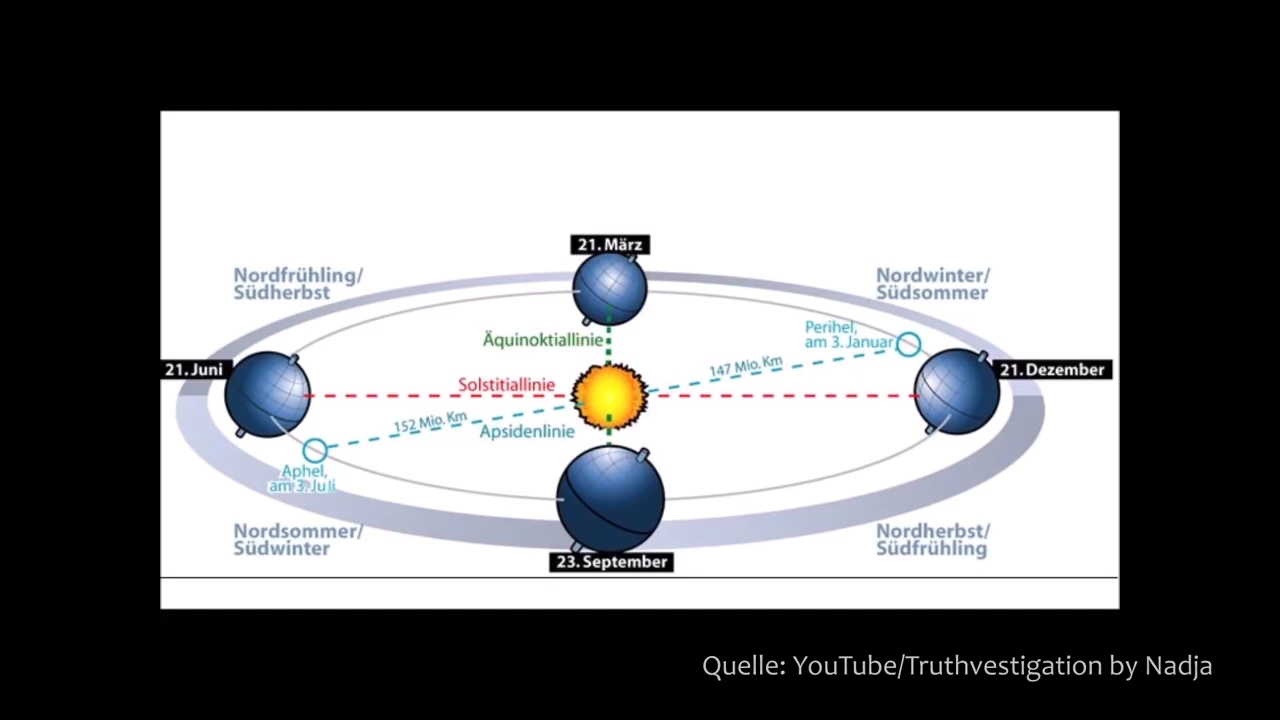 21. März
Nordfrühling/
Südherbst
Nordwinter/
Südsommer
Äquinoktiallinie
Perihel,
am 3. Januar
21. Juni
147 Mio. Km
21. Dezember
Solstitiallinie
152 Mio. Km
Apsidenlinie
Aphel,
am 3. Juli
Nordsommer/
Südwinter
Nordherbst/
Südfrühling
23. September
Quelle: YouTube/Truthvestigation by Nadja